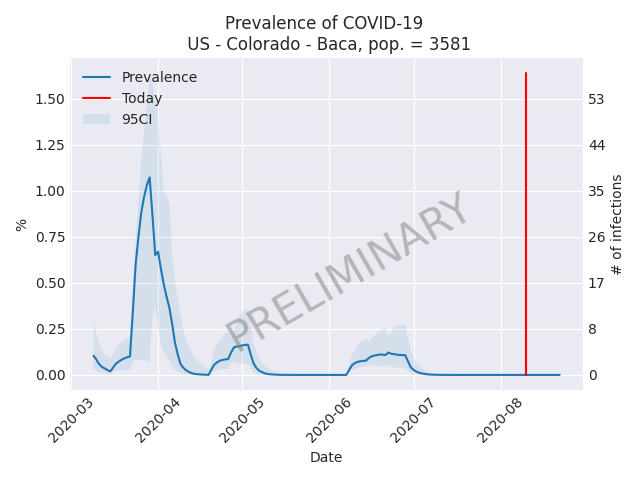 Prevalence of COVID-19
US - Colorado - Baca, pop. = 3581
Prevalence
Today
95CI
1.50
1.25
1.00
0.75
0.50
0.25
0.00
%
53
44
35
26
17
8
0
# of infections
PRELIMINARY
2020-03
2020-04
2020-05
2020-06
2020-07
2020-08
Date